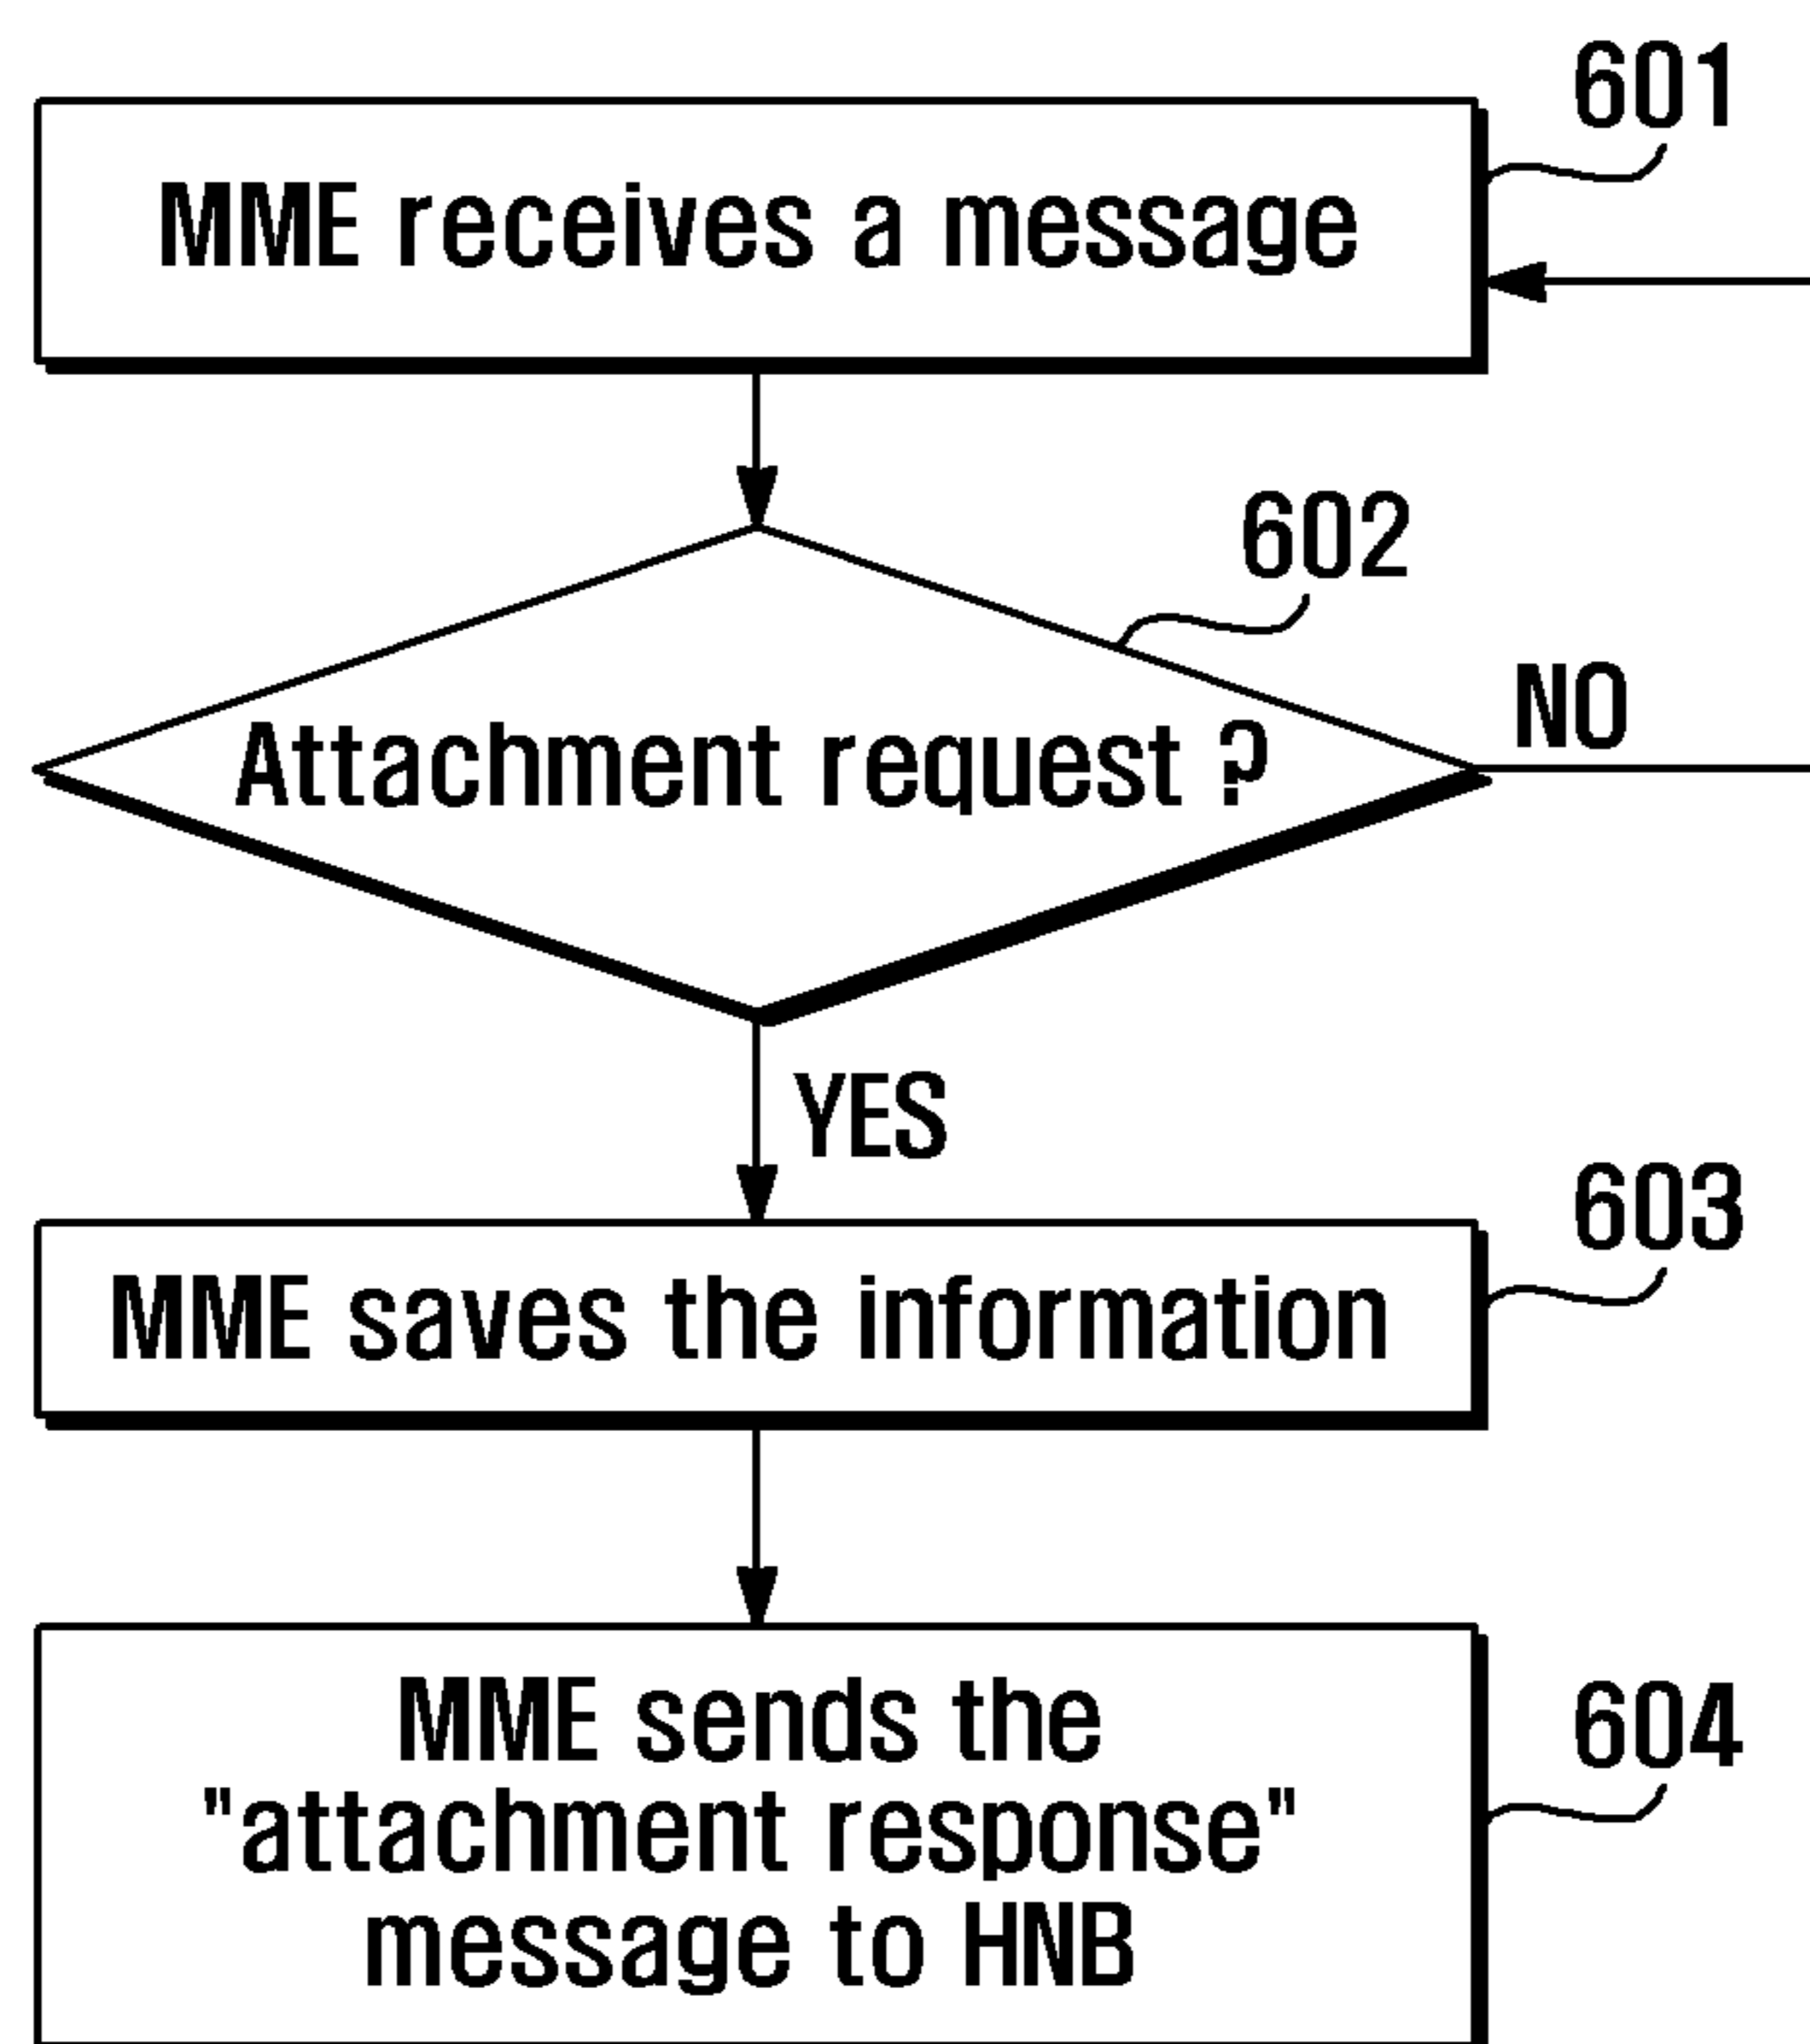 601
MME receives a message
602
NO
Attachment request ?
YES
603
MME saves the information
MME sends the
604
"attachment response"
message to HNB